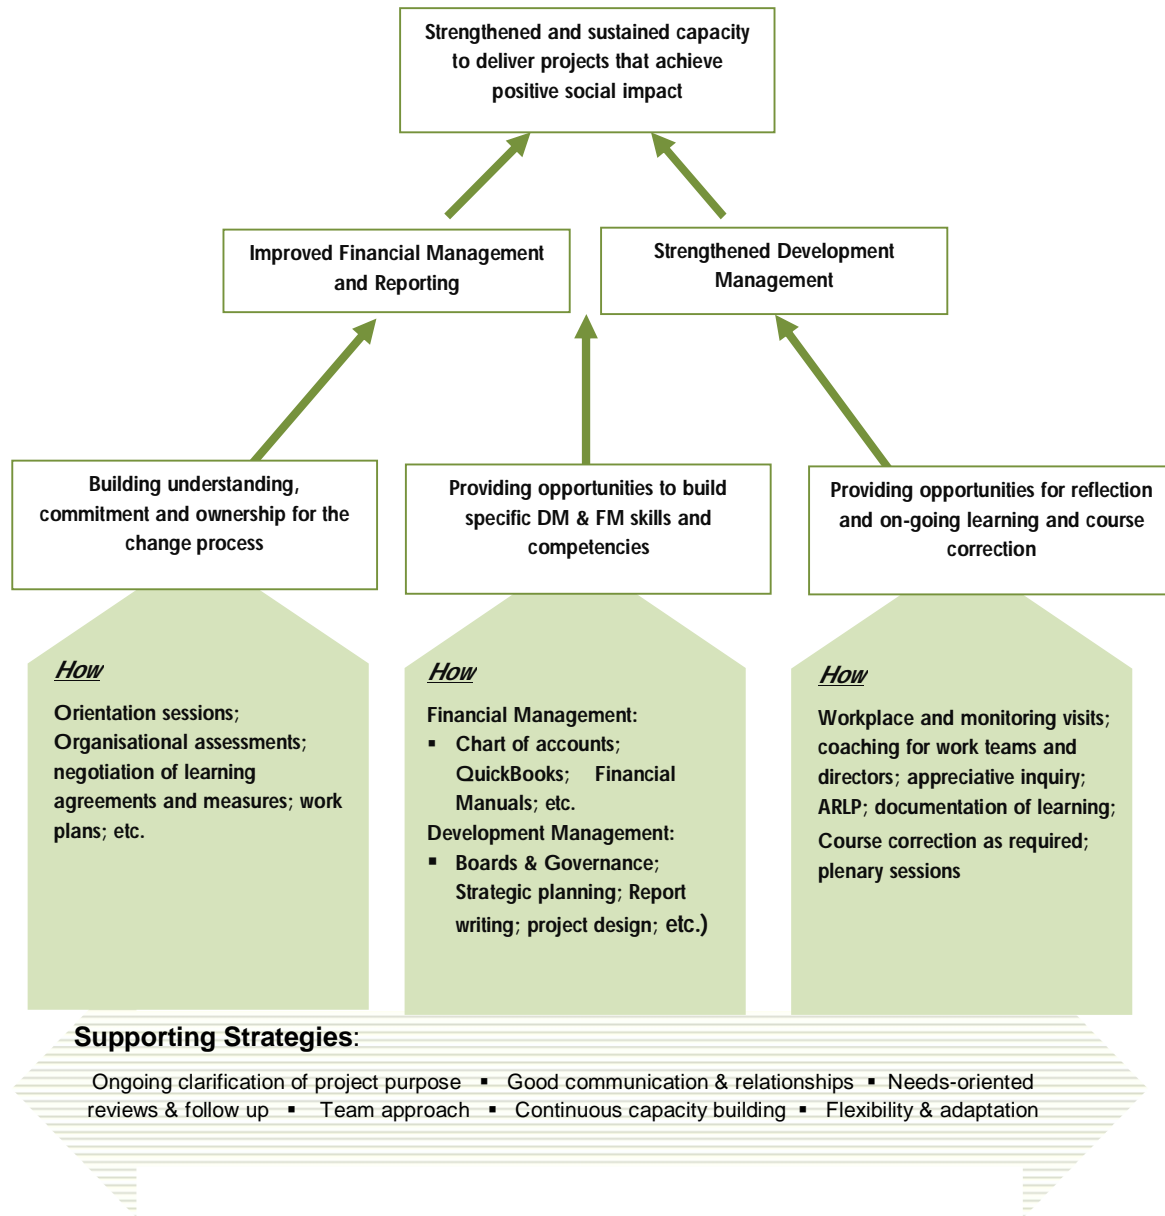 Strengthened and sustained capacity
to deliver projects that achieve
positive social impact
Improved Financial Management
and Reporting
Strengthened Development
Management
Building understanding,
commitment and ownership for the
change process
Providing opportunities to build
specific DM & FM skills and
competencies
Providing opportunities for reflection
and on-going learning and course
correction
How
Orientation sessions;
Organisational assessments;
negotiation of learning
agreements and measures; work
plans; etc.
How
Financial Management:
▪ Chart of accounts;
QuickBooks; Financial
Manuals; etc.
Development Management:
▪ Boards & Governance;
Strategic planning; Report
writing; project design; etc.)
How
Workplace and monitoring visits;
coaching for work teams and
directors; appreciative inquiry;
ARLP; documentation of learning;
Course correction as required;
plenary sessions
Supporting Strategies:
Ongoing clarification of project purpose ▪ Good communication & relationships ▪ Needs-oriented
reviews & follow up ▪ Team approach ▪ Continuous capacity building ▪ Flexibility & adaptation